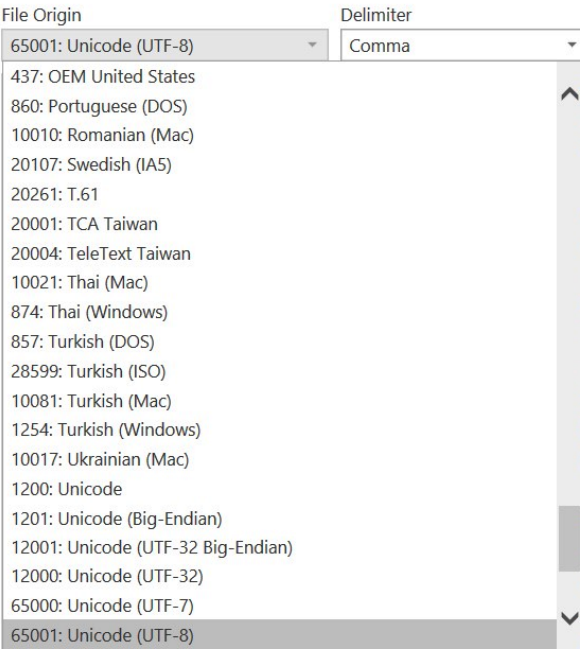 File Origin Delimiter
65001: Unicode (UTF-8) Comma
437: OEM United States
860: Portuguese (DOS)
10010: Romanian (Mac)
20107: Swedish (IA5)
20261: T.61
20001: TCA Taiwan
20004: TeleText Taiwan
10021: Thai (Mac)
874: Thai (Windows)
857: Turkish (DOS)
28599: Turkish (ISO)
10081: Turkish (Mac)
1254: Turkish (Windows)
10017: Ukrainian (Mac)
1200: Unicode
1201: Unicode (Big-Endian)
12001: Unicode (UTF-32 Big-Endian)
12000: Unicode (UTF-32)
65000: Unicode (UTF-7)
65001: Unicode (UTF-8)